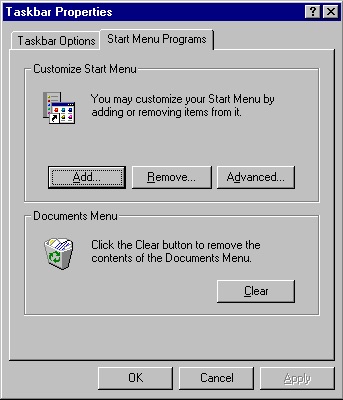 Taskbar Properties
Taskbar Options
Start Menu Programs
Customize Start Menu
You may customize your Start Menu by
adding or removing items from it.
Add...
Remove...
Advanced...
Documents Menu
Click the Clear button to remove the
contents of the Documents Menu.
Clear
OK
Cancel
Apply